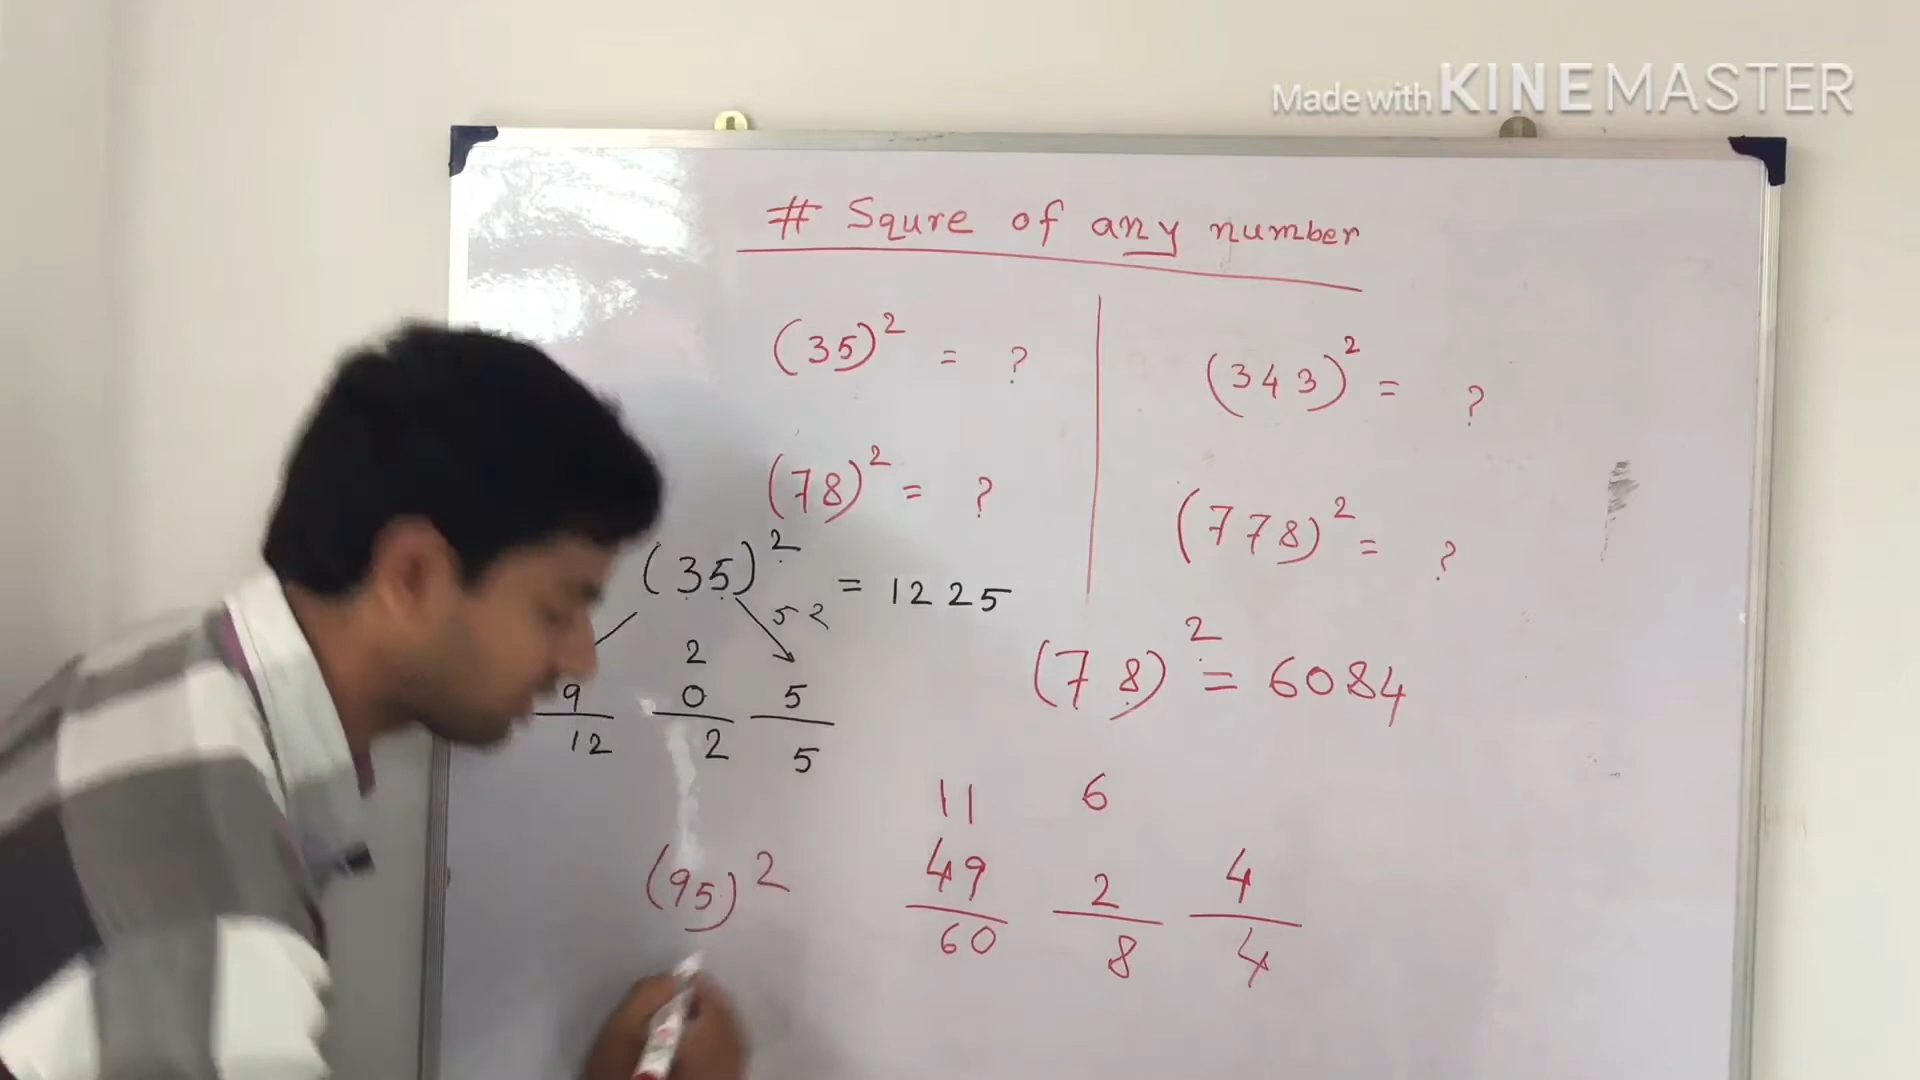 Made with KINEMASTER
# Squre of any number
(35)² = ?
(343)² = ?
(78)² = ?
(778)² = ?
(35)² = 1225
52
2
9 0 5
12 2 5
(78)² = 6084
11 6
49 2 4
60 8 4
(95)²